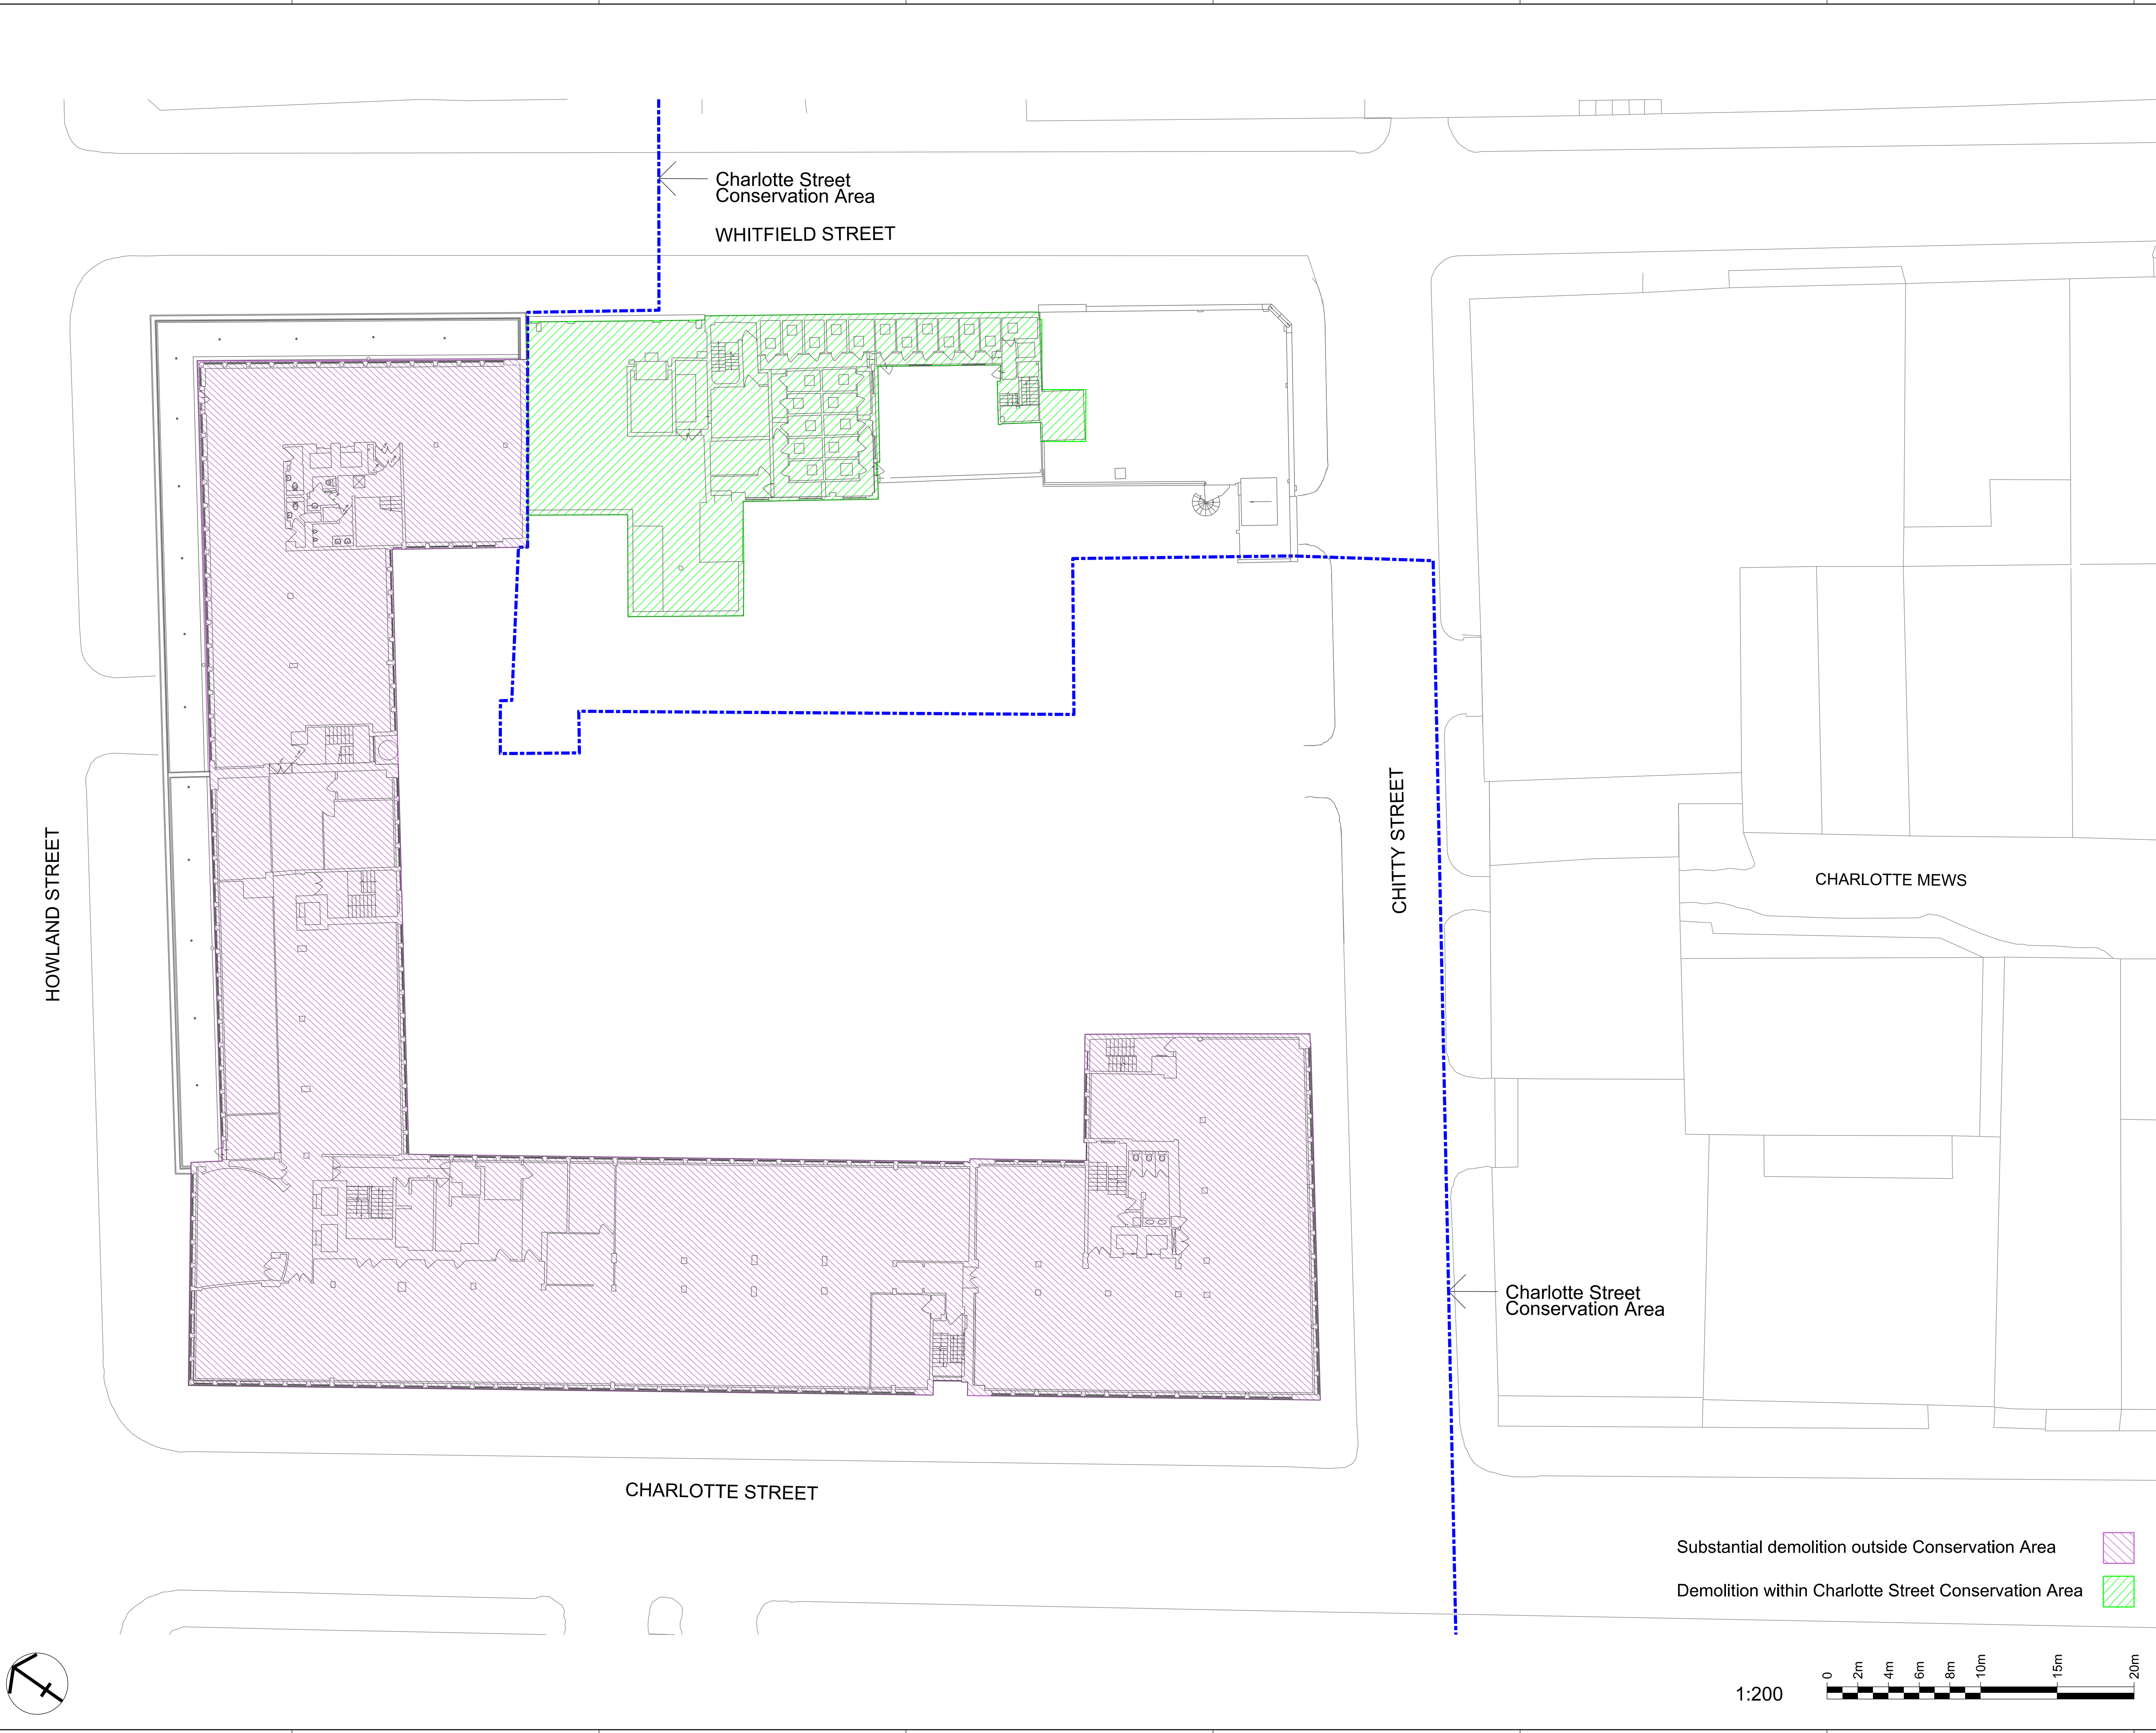 Charlotte Street
Conservation Area
WHITFIELD STREET
HOWLAND STREET
CHITTY STREET
CHARLOTTE MEWS
Charlotte Street
Conservation Area
CHARLOTTE STREET
Substantial demolition outside Conservation Area
Demolition within Charlotte Street Conservation Area
1:200
0 2m 4m 6m 8m 10m 15m 20m